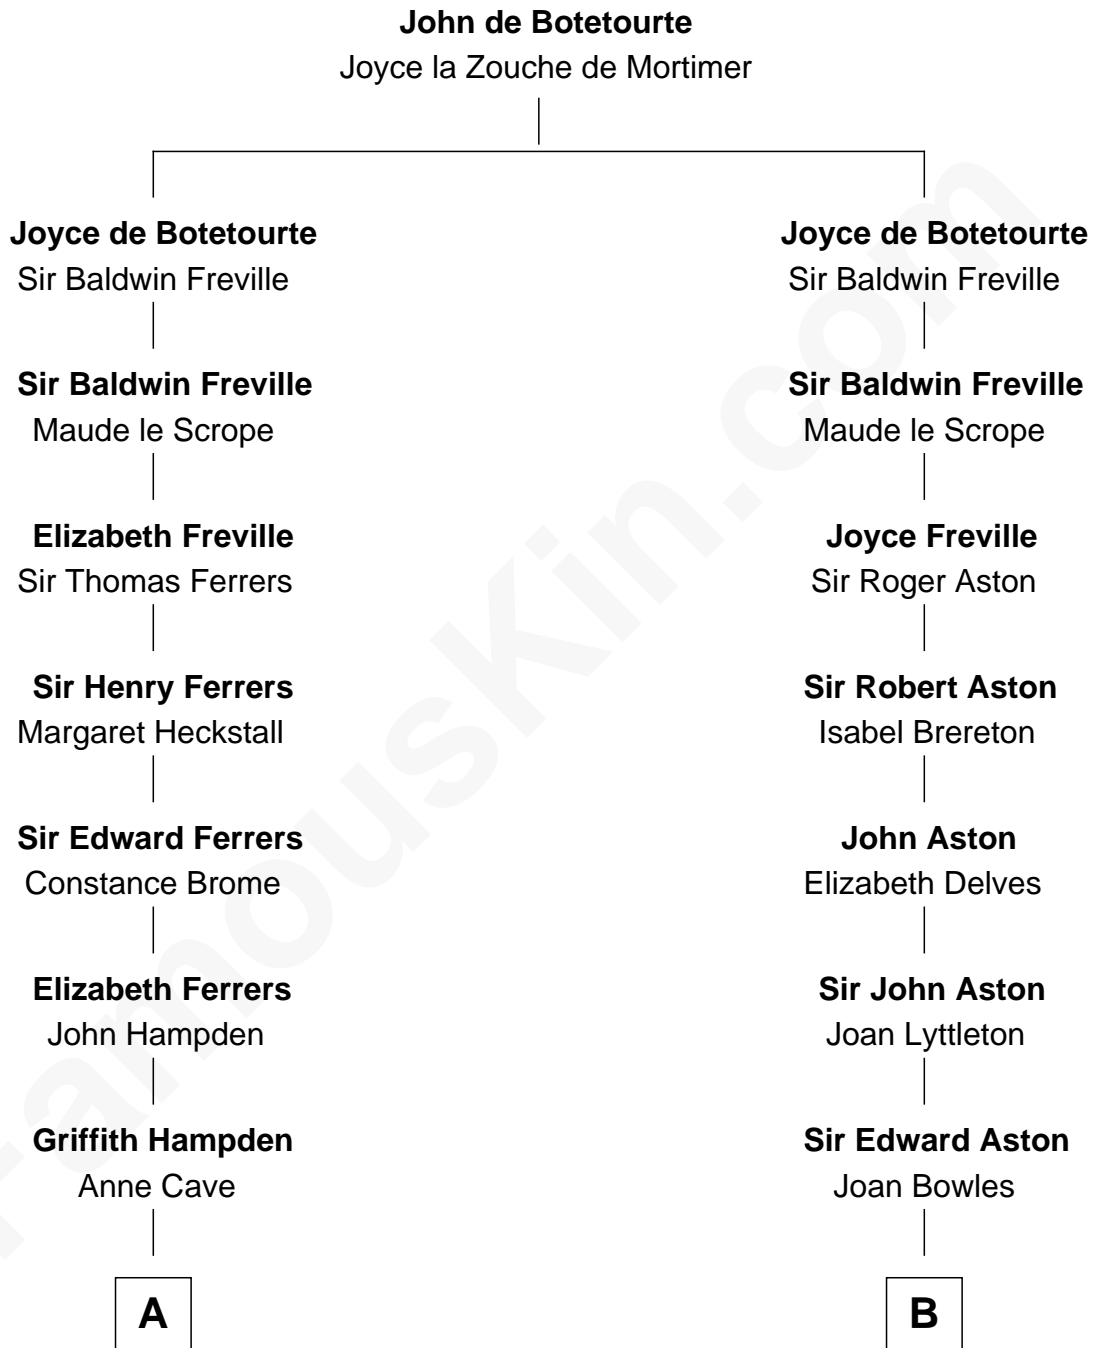 John de Botetourte
Joyce la Zouche de Mortimer
Joyce de Botetourte
Sir Baldwin Freville
Sir Baldwin Freville
Maude le Scrope
Elizabeth Freville
Sir Thomas Ferrers
Sir Henry Ferrers
Margaret Heckstall
Sir Edward Ferrers
Constance Brome
Elizabeth Ferrers
John Hampden
Griffith Hampden
Anne Cave
A
Joyce de Botetourte
Sir Baldwin Freville
Sir Baldwin Freville
Maude le Scrope
Joyce Freville
Sir Roger Aston
Sir Robert Aston
Isabel Brereton
John Aston
Elizabeth Delves
Sir John Aston
Joan Lyttleton
Sir Edward Aston
Joan Bowles
B
FamousKin.com